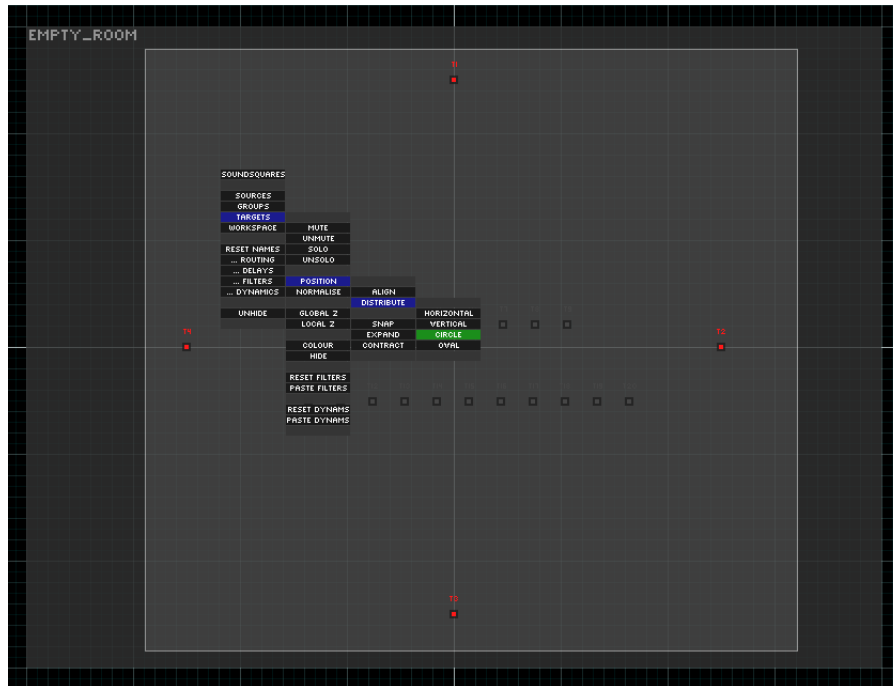 EMPTY_ROOM
T1
SOUNDSQUARES
SOURCES
GROUPS
TARGETS
WORKSPACE
RESET NAMES
... ROUTING
... DELAYS
... FILTERS
... DYNAMICS
UNHIDE
MUTE
UNMUTE
SOLO
UNSOLO
POSITION
NORMALISE
GLOBAL Z
LOCAL Z
COLOUR
HIDE
RESET FILTERS
PASTE FILTERS
RESET DYNAMS
PASTE DYNAMS
ALIGN
DISTRIBUTE
SNAP
EXPAND
CONTRACT
HORIZONTAL
VERTICAL
CIRCLE
OVAL
T4
T2
T3